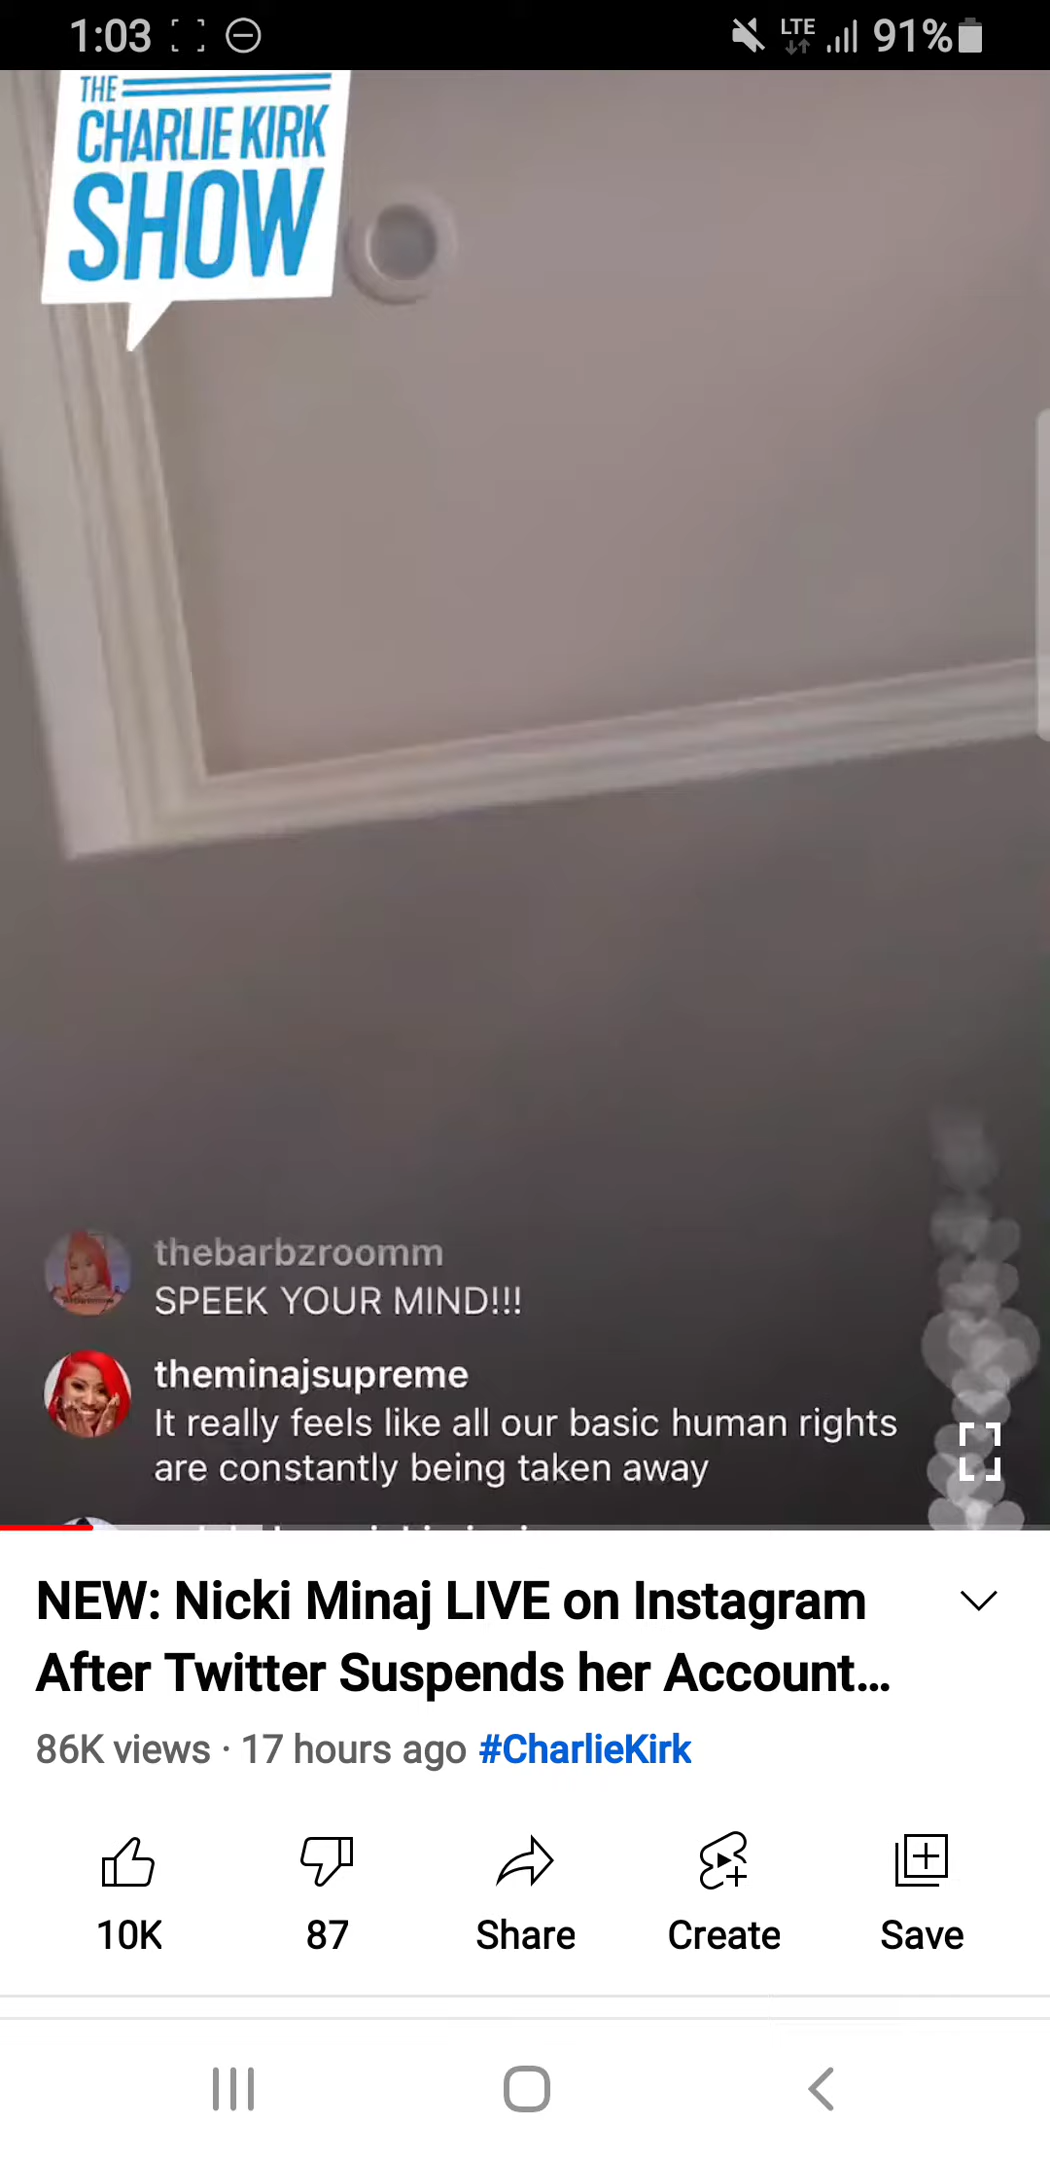 1:03
LTE
91%
THE
CHARLIE KIRK
SHOW
thebarbzroomm
SPEEK YOUR MIND!!!
theminajsupreme
It really feels like all our basic human rights
are constantly being taken away
NEW: Nicki Minaj LIVE on Instagram
After Twitter Suspends her Account...
86K views · 17 hours ago #CharlieKirk
10K
87
Share
Create
Save